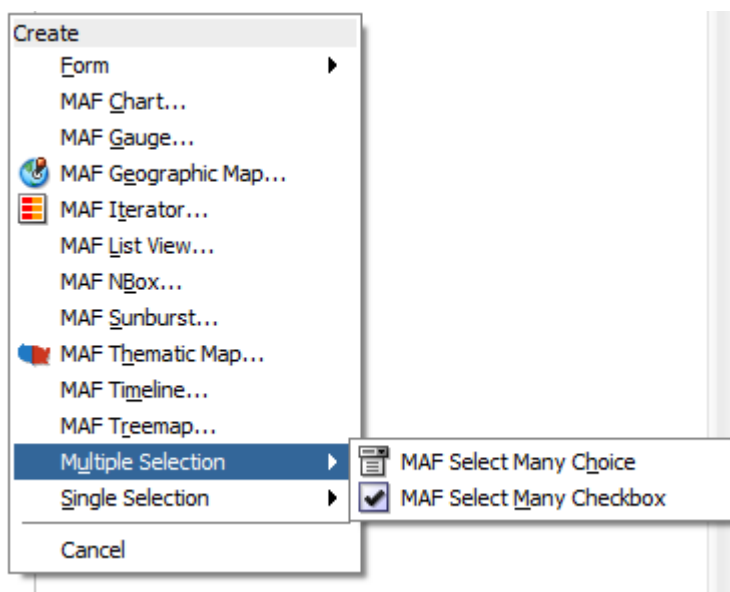 Create
Form
MAF Chart...
MAF Gauge...
MAF Geographic Map...
MAF Iterator...
MAF List View...
MAF NBox...
MAF Sunburst...
MAF Thematic Map...
MAF Timeline...
MAF Treemap...
Multiple Selection
MAF Select Many Choice
Single Selection
MAF Select Many Checkbox
Cancel